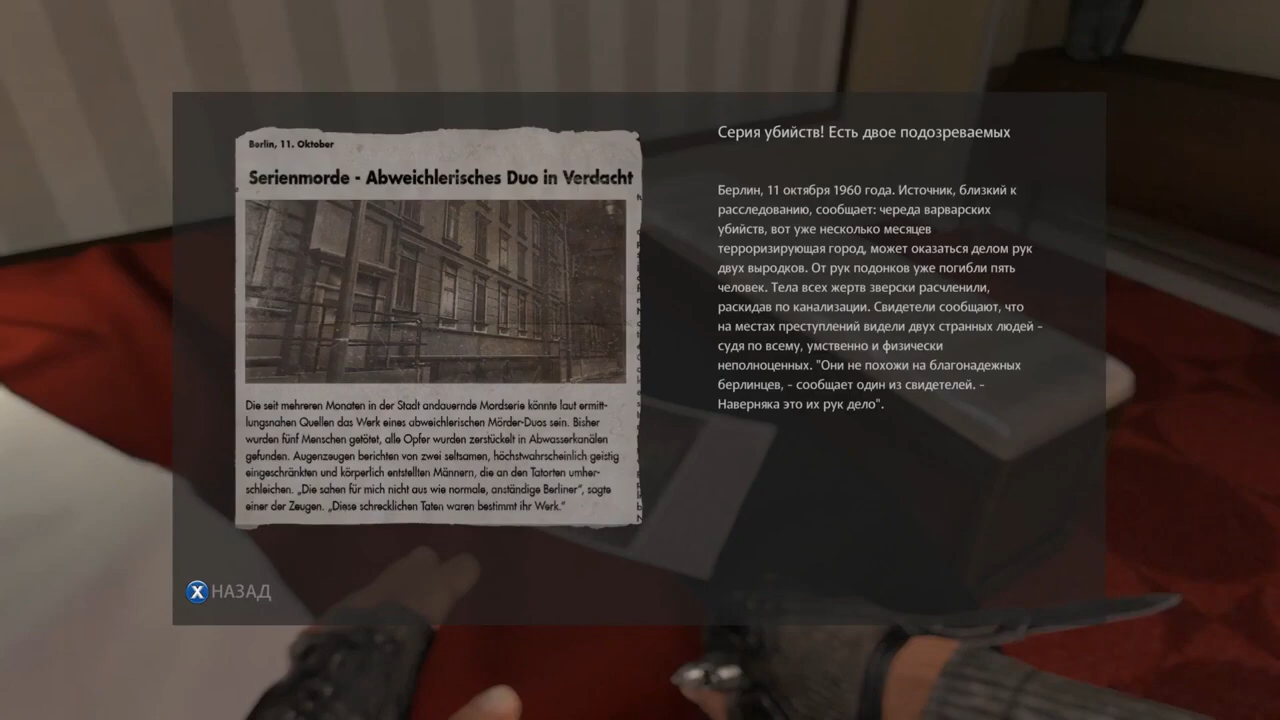 Berlin, 11. Oktober
Serienmorde - Abweichlerisches Duo in Verdacht
Die seit mehreren Monaten in der Stadt andauernde Mordserie könnte laut ermitt-
lungsnahen Quellen das Werk eines abweichlerischen Mörder-Duos sein. Bisher
wurden fünf Menschen getötet, alle Opfer wurden zerstückelt in Abwasserkanälen
gefunden. Augenzeugen berichten von zwei seltsamen, höchstwahrscheinlich geistig
eingeschränkten und körperlich entstellten Männern, die an den Tatorten umher-
schleichen. „Die sahen für mich nicht aus wie normale, anständige Berliner“, sagte
einer der Zeugen. „Diese schrecklichen Taten waren bestimmt ihr Werk.“
Серия убийств! Есть двое подозреваемых
Берлин, 11 октября 1960 года. Источник, близкий к
расследованию, сообщает: череда варварских
убийств, вот уже несколько месяцев
терроризирующая город, может оказаться делом рук
двух выродков. От рук подонков уже погибли пять
человек. Тела всех жертв зверски расчленили,
раскидав по канализации. Свидетели сообщают, что
на местах преступлений видели двух странных людей –
судя по всему, умственно и физически
неполноценных. "Они не похожи на благонадежных
берлинцев, – сообщает один из свидетелей. –
Наверняка это их рук дело".
X НАЗАД